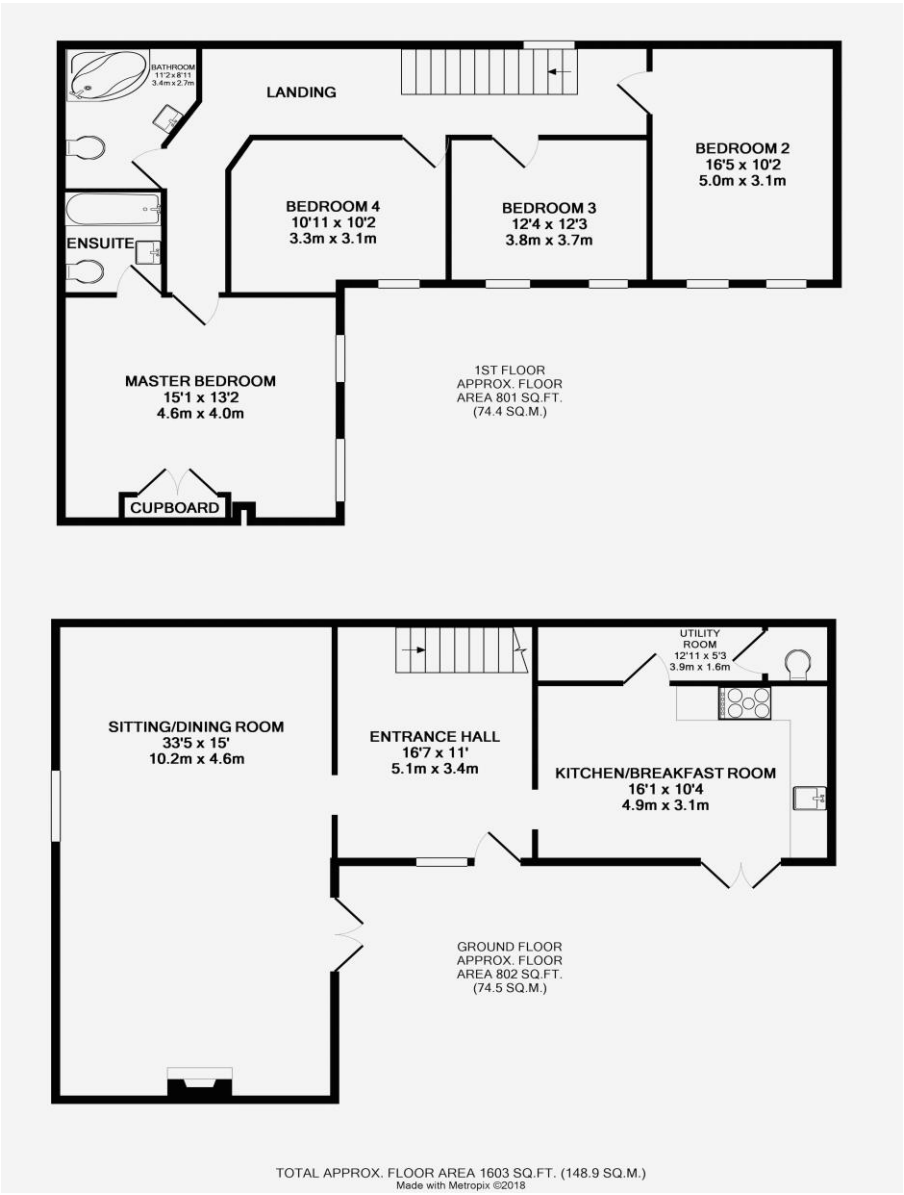 BATHROOM
11'2 x 8'11
3.4m x 2.7m
LANDING
BEDROOM 2
16'5 x 10'2
5.0m x 3.1m
BEDROOM 4
10'11 x 10'2
3.3m x 3.1m
BEDROOM 3
12'4 x 12'3
3.8m x 3.7m
ENSUITE
MASTER BEDROOM
15'1 x 13'2
4.6m x 4.0m
CUPBOARD
1ST FLOOR
APPROX. FLOOR
AREA 801 SQ.FT.
(74.4 SQ.M.)
UTILITY
ROOM
12'11 x 5'3
3.9m x 1.6m
SITTING/DINING ROOM
33'5 x 15'
10.2m x 4.6m
ENTRANCE HALL
16'7 x 11'
5.1m x 3.4m
KITCHEN/BREAKFAST ROOM
16'1 x 10'4
4.9m x 3.1m
GROUND FLOOR
APPROX. FLOOR
AREA 802 SQ.FT.
(74.5 SQ.M.)
TOTAL APPROX. FLOOR AREA 1603 SQ.FT. (148.9 SQ.M.)
Made with Metropix ©2018